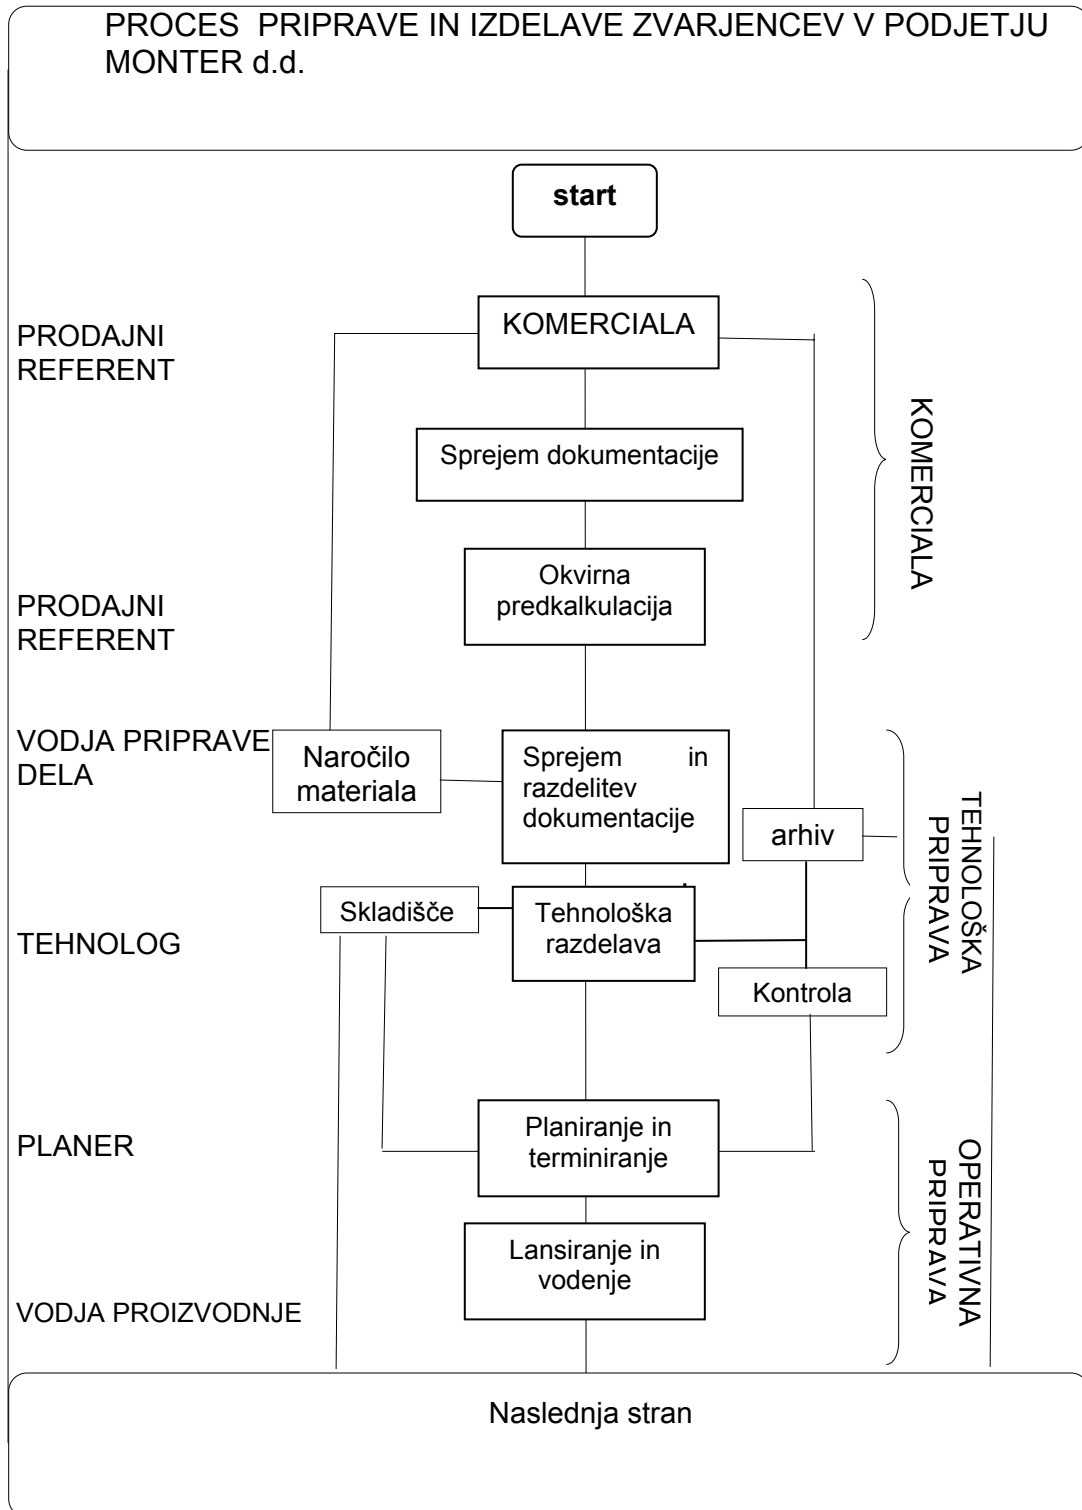 PROCES PRIPRAVE IN IZDELAVE ZVARJENCEV V PODJETJU
MONTER d.d.
start
KOMERCIALA
PRODAJNI
REFERENT
Sprejem dokumentacije
KOMERCIALA
Okvirna
predkalkulacija
PRODAJNI
REFERENT
VODJA PRIPRAVE
DELA
Naročilo
materiala
Sprejem in
razdelitev
dokumentacije
arhiv
TEHNOLOŠKA
PRIPRAVA
Skladišče
Tehnološka
razdelava
TEHNOLOG
Kontrola
PLANER
Planiranje in
terminiranje
OPERATIVNA
PRIPRAVA
Lansiranje in
vodenje
VODJA PROIZVODNJE
Naslednja stran